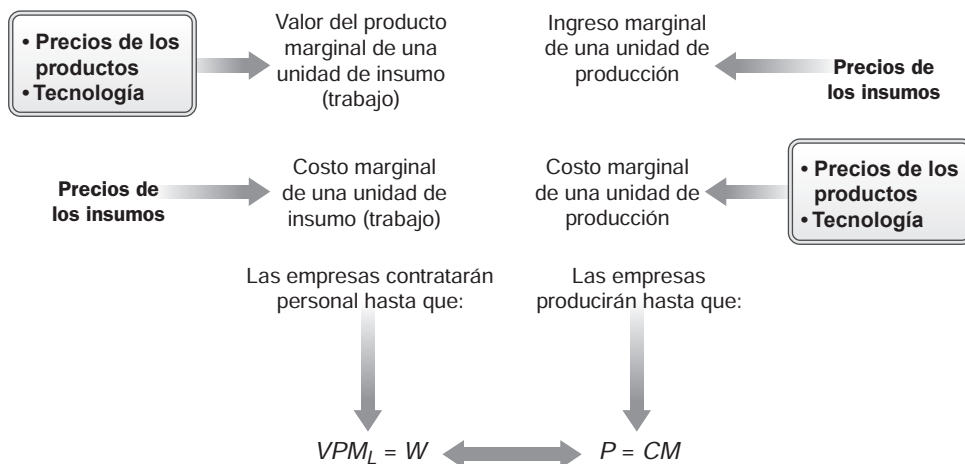 • Precios de los
productos
• Tecnología
Valor del producto
marginal de una
unidad de insumo
(trabajo)
Ingreso marginal
de una unidad de
producción
Precios de
los insumos
Precios de
los insumos
Costo marginal
de una unidad de
insumo (trabajo)
Costo marginal
de una unidad de
producción
• Precios de los
productos
• Tecnología
Las empresas contratarán
personal hasta que:
Las empresas
producirán hasta que:
VPM_L = W
P = CM